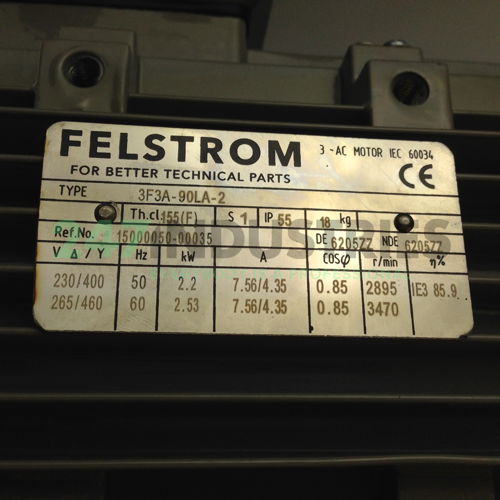 FELSTROM 3-AC MOTOR IEC 60034
FOR BETTER TECHNICAL PARTS CE
TYPE 3F3A-90LA-2
Th.cl.155(F) S 1 IP 55 18 kg
Ref.No. 15000050-00035 DE 6205ZZ NDE 6205ZZ
V Δ / Y Hz kW A COSφ r/min η%
230/400 50 2.2 7.56/4.35 0.85 2895 IE3 85.9
265/460 60 2.53 7.56/4.35 0.85 3470
INDUSTRIALS